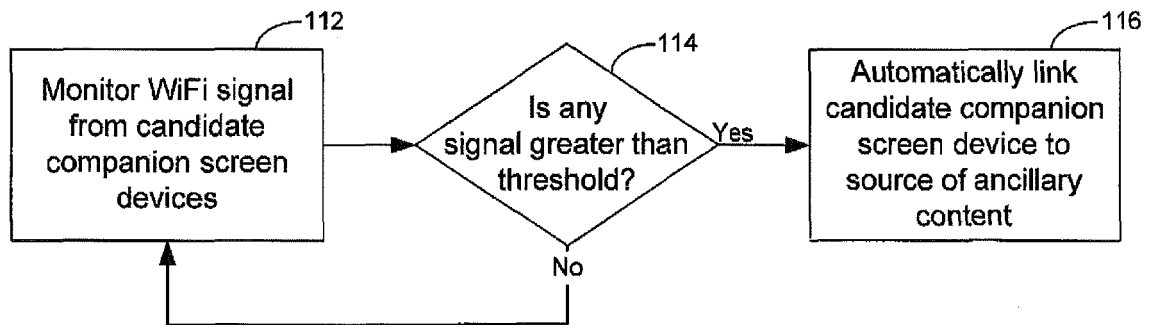 112
Monitor WiFi signal
from candidate
companion screen
devices
114
Is any
signal greater than
threshold?
Yes
No
116
Automatically link
candidate companion
screen device to
source of ancillary
content